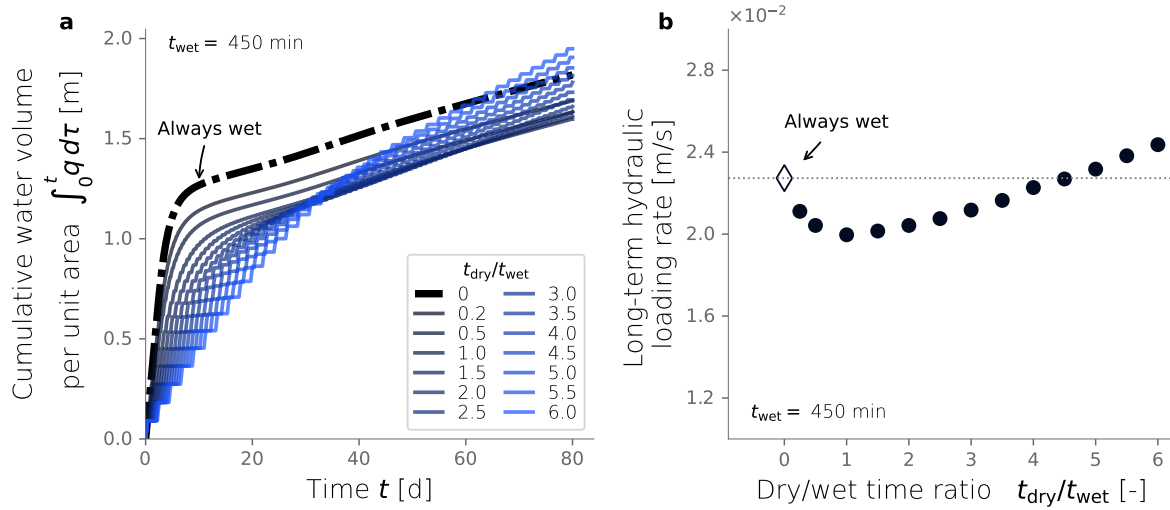 a
t_wet = 450 min
Always wet
Cumulative water volume
per unit area ∫₀ᵗ q dτ [m]
2.0
1.5
1.0
0.5
0.0
0
20
40
60
80
Time t [d]
t_dry/t_wet
0
0.2
0.5
1.0
1.5
2.0
2.5
3.0
3.5
4.0
4.5
5.0
5.5
6.0
b
×10⁻²
Always wet
Long-term hydraulic
loading rate [m/s]
2.8
2.4
2.0
1.6
1.2
t_wet = 450 min
0
1
2
3
4
5
6
Dry/wet time ratio t_dry/t_wet [-]